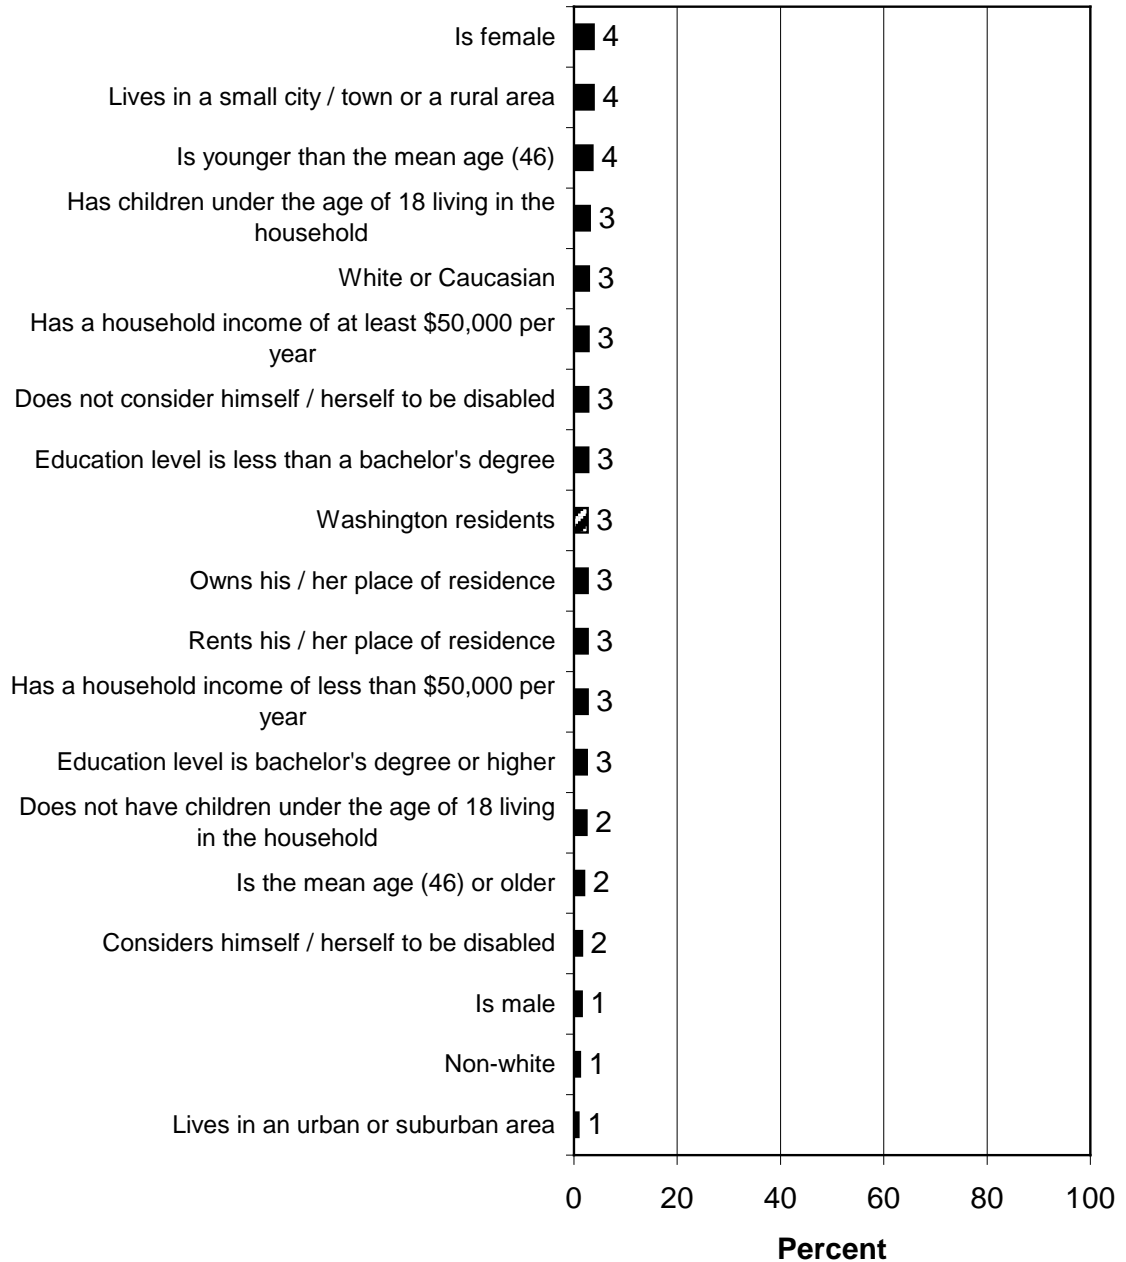 Is female 4
Lives in a small city / town or a rural area 4
Is younger than the mean age (46) 4
Has children under the age of 18 living in the
household 3
White or Caucasian 3
Has a household income of at least $50,000 per
year 3
Does not consider himself / herself to be disabled 3
Education level is less than a bachelor's degree 3
Washington residents 3
Owns his / her place of residence 3
Rents his / her place of residence 3
Has a household income of less than $50,000 per
year 3
Education level is bachelor's degree or higher 3
Does not have children under the age of 18 living
in the household 2
Is the mean age (46) or older 2
Considers himself / herself to be disabled 2
Is male 1
Non-white 1
Lives in an urban or suburban area 1
0 20 40 60 80 100
Percent